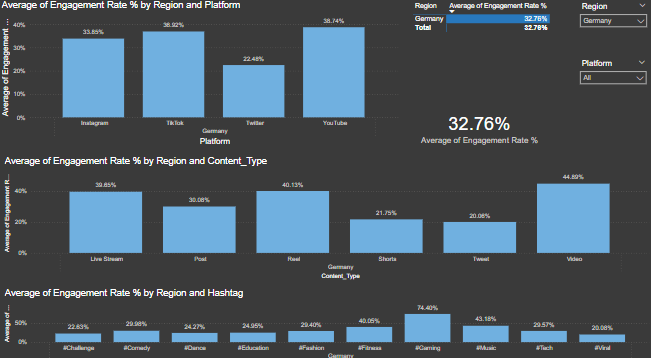 Average of Engagement Rate % by Region and Platform
Average of Engagement ...
40%
30%
20%
10%
0%
33.85%
36.92%
22.48%
38.74%
Instagram
TikTok
Twitter
YouTube
Germany
Platform
Region Average of Engagement Rate %
Germany 32.76%
Total 32.76%
Region
Germany
Platform
All
32.76%
Average of Engagement Rate %
Average of Engagement Rate % by Region and Content_Type
Average of Engagement R...
40%
20%
0%
39.65%
30.08%
40.13%
21.75%
20.06%
44.89%
Live Stream
Post
Reel
Shorts
Tweet
Video
Germany
Content_Type
Average of Engagement Rate % by Region and Hashtag
Average of ...
50%
0%
22.63%
29.98%
24.27%
24.95%
29.40%
40.05%
74.40%
43.18%
29.57%
20.08%
#Challenge
#Comedy
#Dance
#Education
#Fashion
#Fitness
#Gaming
#Music
#Tech
#Viral
Germany